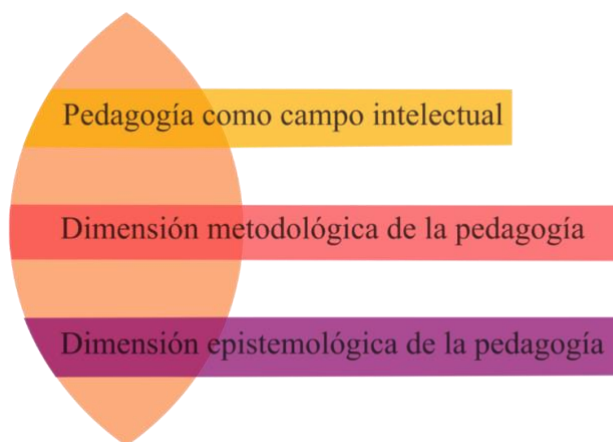 Pedagogía como campo intelectual
Dimensión metodológica de la pedagogía
Dimensión epistemológica de la pedagogía